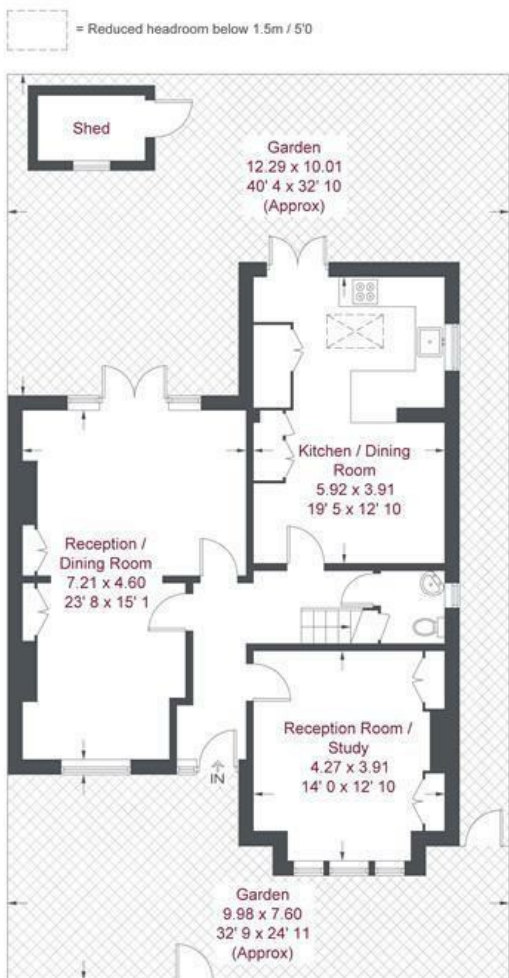 = Reduced headroom below 1.5m / 5'0
Shed
Garden
12.29 x 10.01
40' 4 x 32' 10
(Approx)
Kitchen / Dining
Room
5.92 x 3.91
19' 5 x 12' 10
Reception /
Dining Room
7.21 x 4.60
23' 8 x 15' 1
Reception Room /
Study
4.27 x 3.91
14' 0 x 12' 10
IN
Garden
9.98 x 7.60
32' 9 x 24' 11
(Approx)